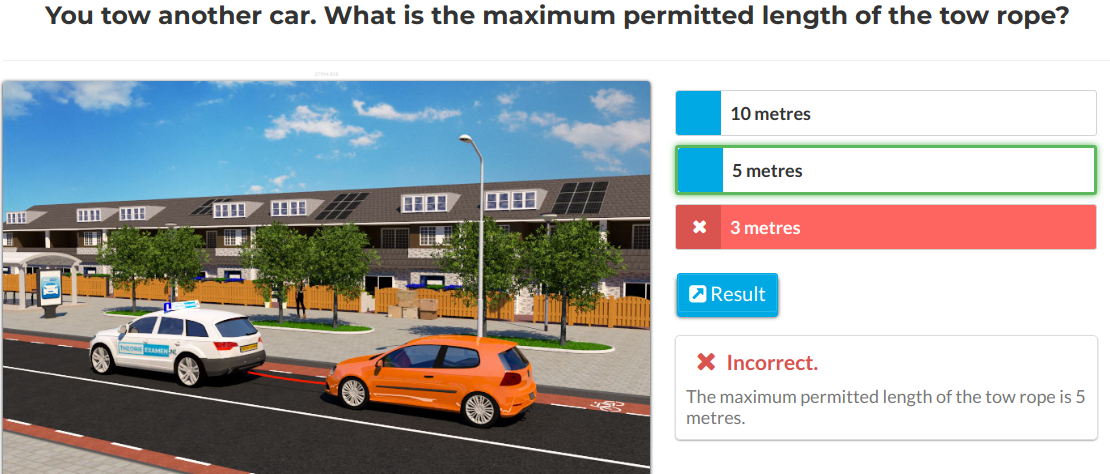 You tow another car. What is the maximum permitted length of the tow rope?
10 metres
5 metres
3 metres
Result
Incorrect.
The maximum permitted length of the tow rope is 5
metres.
L
THEORIE EXAMEN.NL